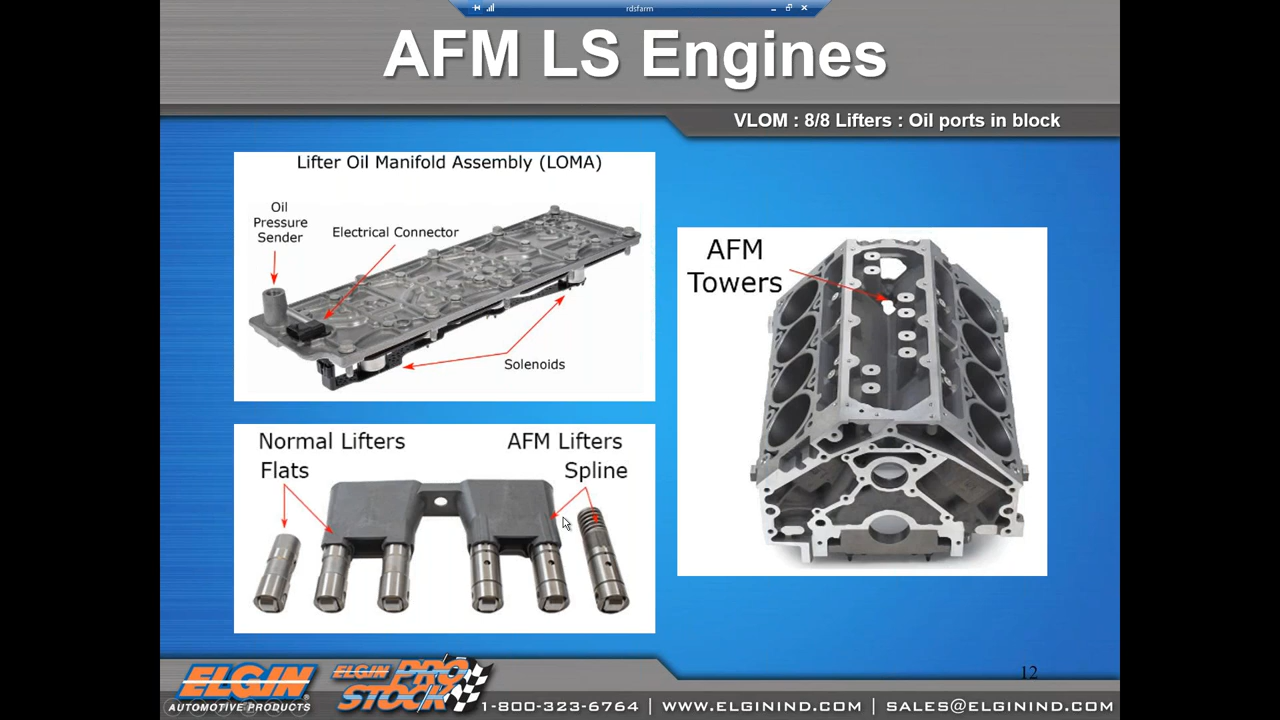 rdsfarm
AFM LS Engines
VLOM : 8/8 Lifters : Oil ports in block
Lifter Oil Manifold Assembly (LOMA)
Oil
Pressure
Sender
Electrical Connector
Solenoids
AFM
Towers
Normal Lifters
Flats
AFM Lifters
Spline
12
ELGIN
AUTOMOTIVE PRODUCTS
ELGIN
PRO
STOCK
1-800-323-6764 | WWW.ELGININD.COM | SALES@ELGININD.COM